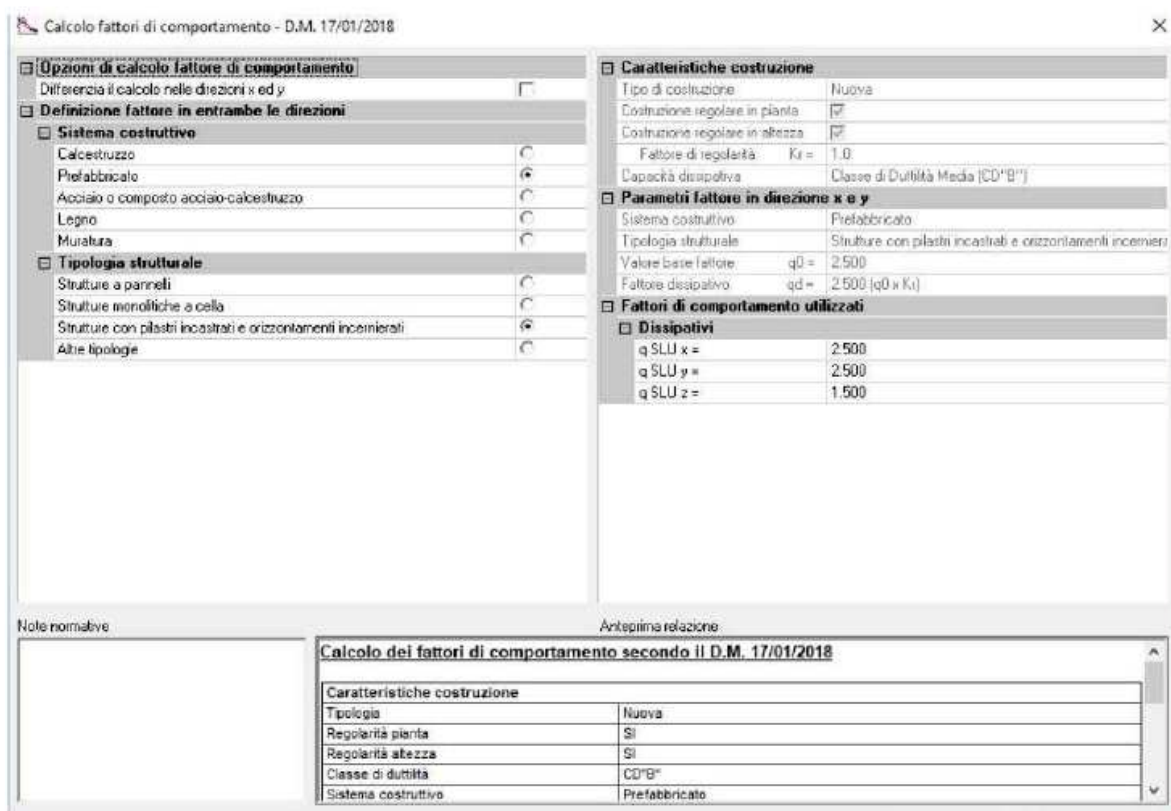 Calcolo fattori di comportamento - D.M. 17/01/2018
Opzioni di calcolo fattore di comportamento
Differenzia il calcolo nelle direzioni x ed y
Definizione fattore in entrambe le direzioni
Sistema costruttivo
Calcestruzzo
Prefabbricato
Acciaio o composto acciaio-calcestruzzo
Legno
Muratura
Tipologia strutturale
Strutture a pannelli
Strutture monolitiche a cella
Strutture con pilastri incastrati e orizzontamenti incernierati
Altre tipologie
Caratteristiche costruzione
Tipo di costruzione Nuova
Costruzione regolare in pianta
Costruzione regolare in altezza
Fattore di regolarità Kr = 1.0
Capacità dissipativa Classe di Duttilità Media (CD"B")
Parametri fattore in direzione x e y
Sistema costruttivo Prefabbricato
Tipologia strutturale Strutture con pilastri incastrati e orizzontamenti incerniera
Valore base fattore q0 = 2.500
Fattore dissipativo qd = 2.500 (q0 x Kr)
Fattori di comportamento utilizzati
Dissipativi
q SLU x = 2.500
q SLU y = 2.500
q SLU z = 1.500
Note normative
Anteprima relazione
Calcolo dei fattori di comportamento secondo il D.M. 17/01/2018
Caratteristiche costruzione
Tipologia Nuova
Regolarità pianta SI
Regolarità altezza SI
Classe di duttilità CD"B"
Sistema costruttivo Prefabbricato